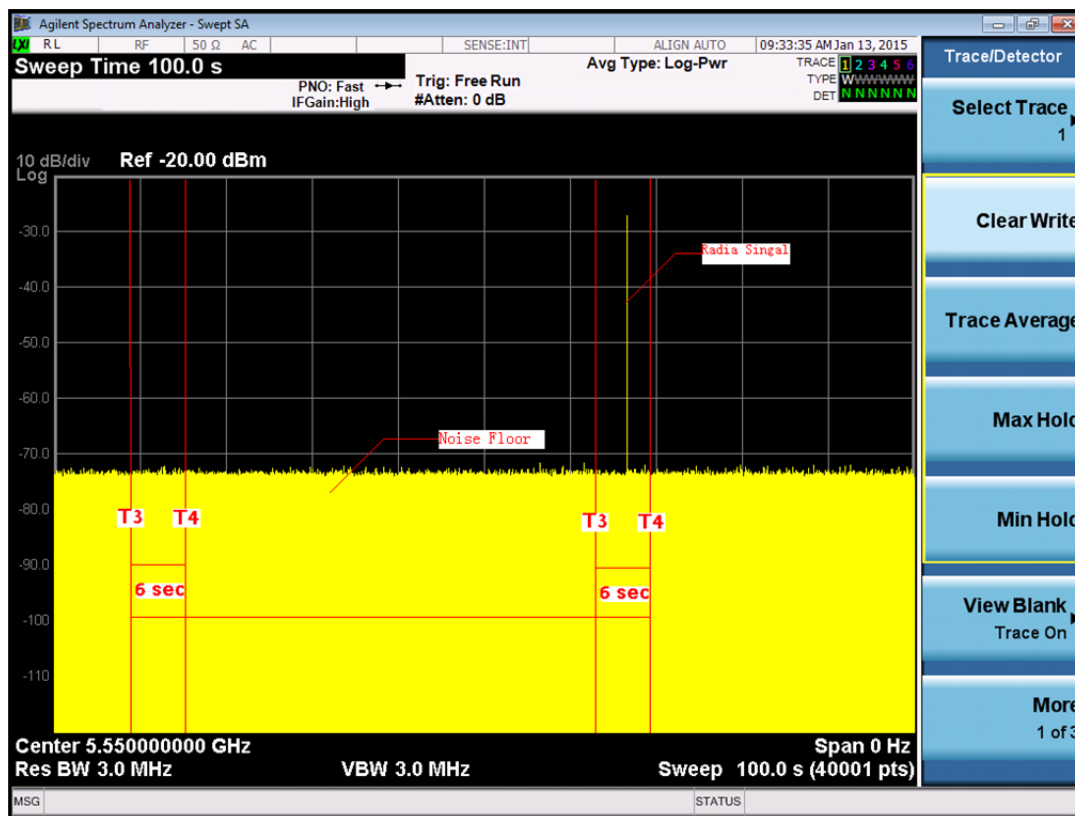 Agilent Spectrum Analyzer - Swept SA
LXI RL RF 50 Ω AC SENSE:INT ALIGN AUTO 09:33:35 AM Jan 13, 2015
Sweep Time 100.0 s
PNO: Fast
IFGain:High
Trig: Free Run
#Atten: 0 dB
Avg Type: Log-Pwr
TRACE 1 2 3 4 5 6
TYPE WWWWWWW
DET N N N N N N
10 dB/div Ref -20.00 dBm
Log
-30.0
-40.0
-50.0
-60.0
-70.0
-80.0
-90.0
-100
-110
Radia Singal
Noise Floor
T3 T4 T3 T4
6 sec 6 sec
Center 5.550000000 GHz Span 0 Hz
Res BW 3.0 MHz VBW 3.0 MHz Sweep 100.0 s (40001 pts)
MSG STATUS
Trace/Detector
Select Trace
1
Clear Write
Trace Average
Max Hold
Min Hold
View Blank
Trace On
More
1 of 3